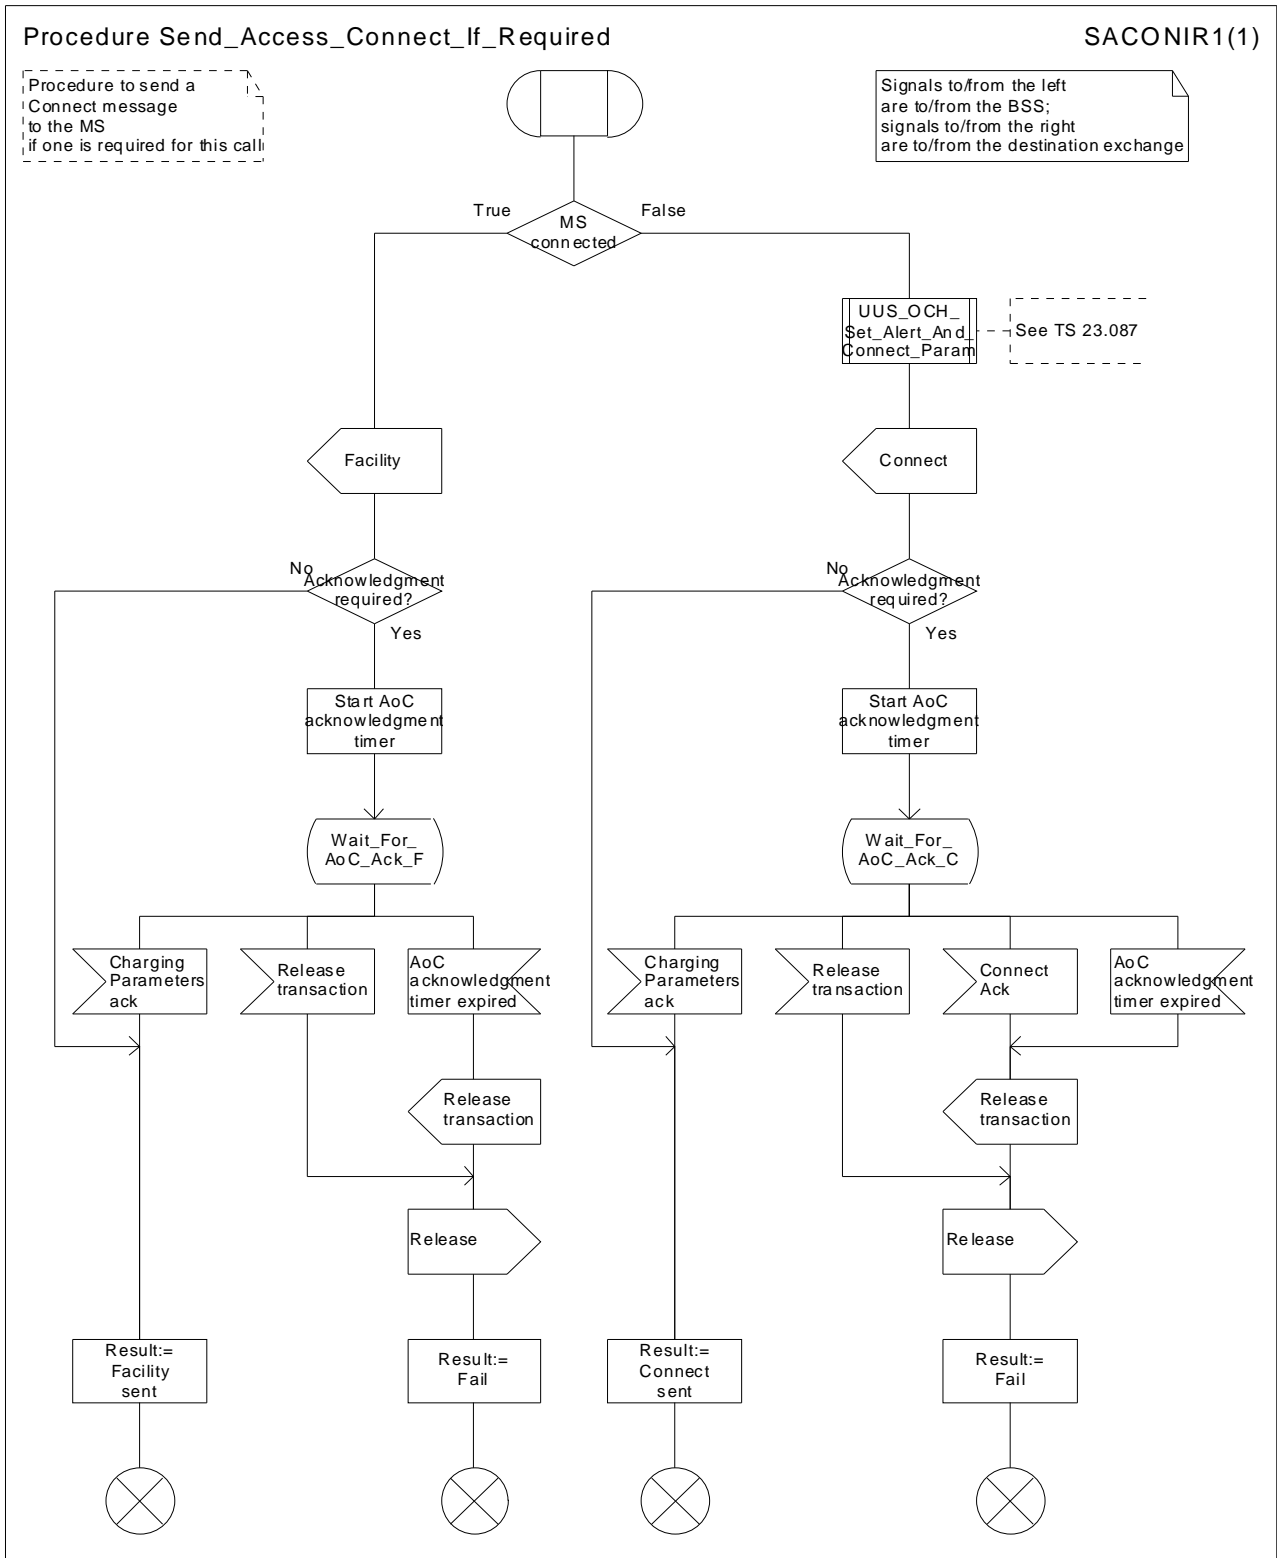 Procedure Send_Access_Connect_If_Required
SACONIR1(1)
Procedure to send a
Connect message
to the MS
if one is required for this call
Signals to/from the left
are to/from the BSS;
signals to/from the right
are to/from the destination exchange
True
MS
connected
False
UUS_OCH_
Set_Alert_And_
Connect_Param
See TS 23.087
Facility
Connect
No
Acknowledgment
required?
Yes
No
Acknowledgment
required?
Yes
Start AoC
acknowledgment
timer
Start AoC
acknowledgment
timer
Wait_For_
AoC_Ack_F
Wait_For_
AoC_Ack_C
Charging
Parameters
ack
Release
transaction
AoC
acknowledgment
timer expired
Charging
Parameters
ack
Release
transaction
Connect
Ack
AoC
acknowledgment
timer expired
Release
transaction
Release
transaction
Release
Release
Result:=
Facility
sent
Result:=
Fail
Result:=
Connect
sent
Result:=
Fail